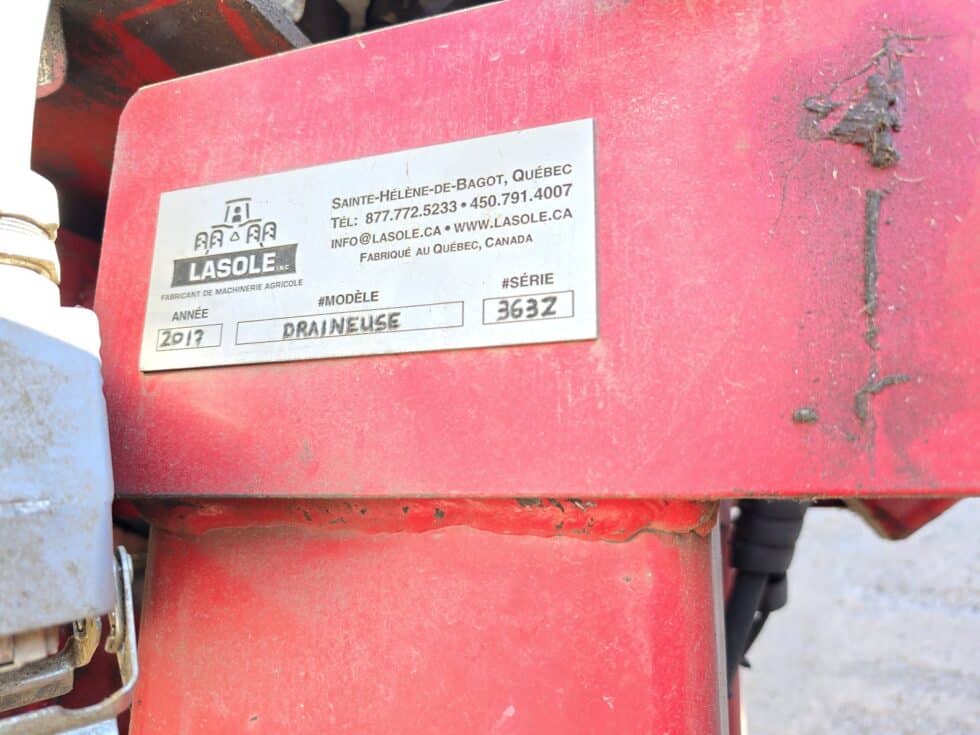 LASOLE INC
FABRICANT DE MACHINERIE AGRICOLE
SAINTE-HÉLÈNE-DE-BAGOT, QUÉBEC
TÉL: 877.772.5233 • 450.791.4007
INFO@LASOLE.CA • WWW.LASOLE.CA
FABRIQUÉ AU QUÉBEC, CANADA
ANNÉE
2017
#MODÈLE
DRAINEUSE
#SÉRIE
3632